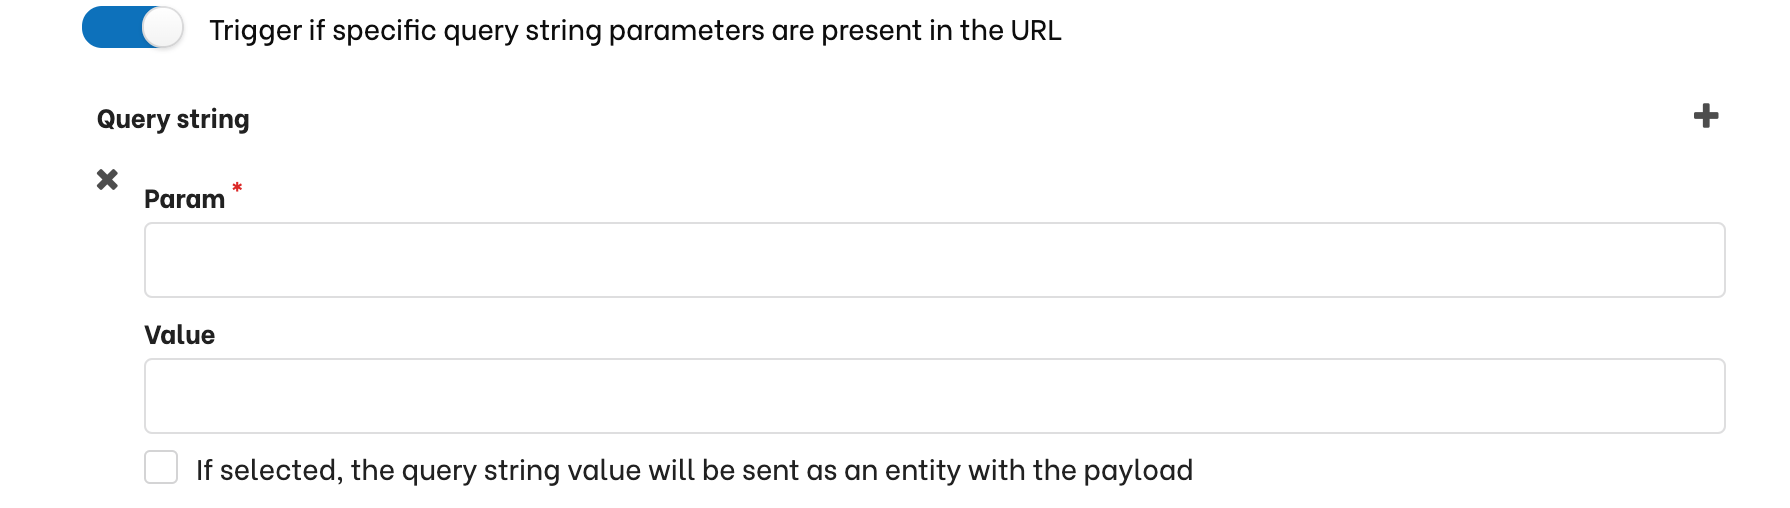 Trigger if specific query string parameters are present in the URL
Query string
Param *
Value
If selected, the query string value will be sent as an entity with the payload